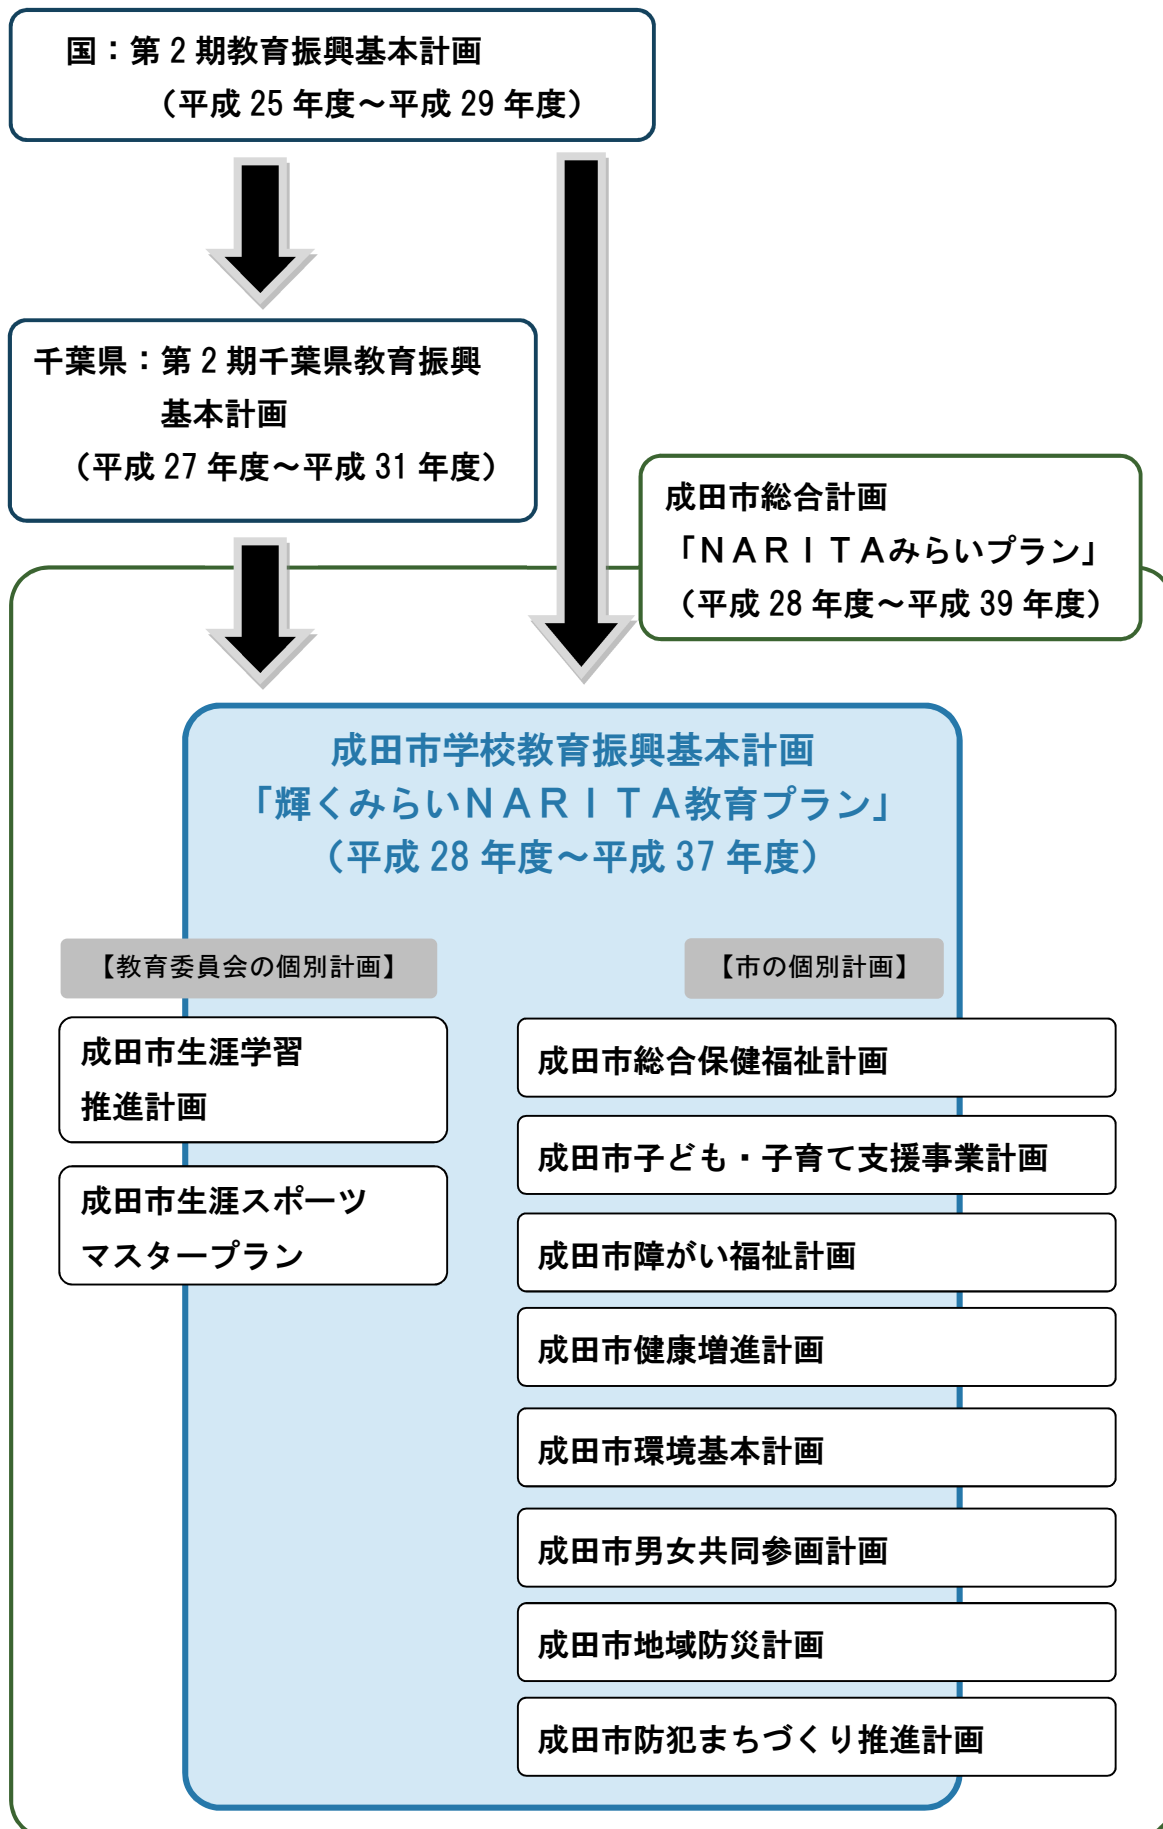 国：第２期教育振興基本計画
（平成 25 年度～平成 29 年度）
千葉県：第２期千葉県教育振興
基本計画
（平成 27 年度～平成 31 年度）
成田市総合計画
「ＮＡＲＩＴＡみらいプラン」
（平成 28 年度～平成 39 年度）
成田市学校教育振興基本計画
「輝くみらいＮＡＲＩＴＡ教育プラン」
（平成 28 年度～平成 37 年度）
【教育委員会の個別計画】
成田市生涯学習
推進計画
成田市生涯スポーツ
マスタープラン
【市の個別計画】
成田市総合保健福祉計画
成田市子ども・子育て支援事業計画
成田市障がい福祉計画
成田市健康増進計画
成田市環境基本計画
成田市男女共同参画計画
成田市地域防災計画
成田市防犯まちづくり推進計画